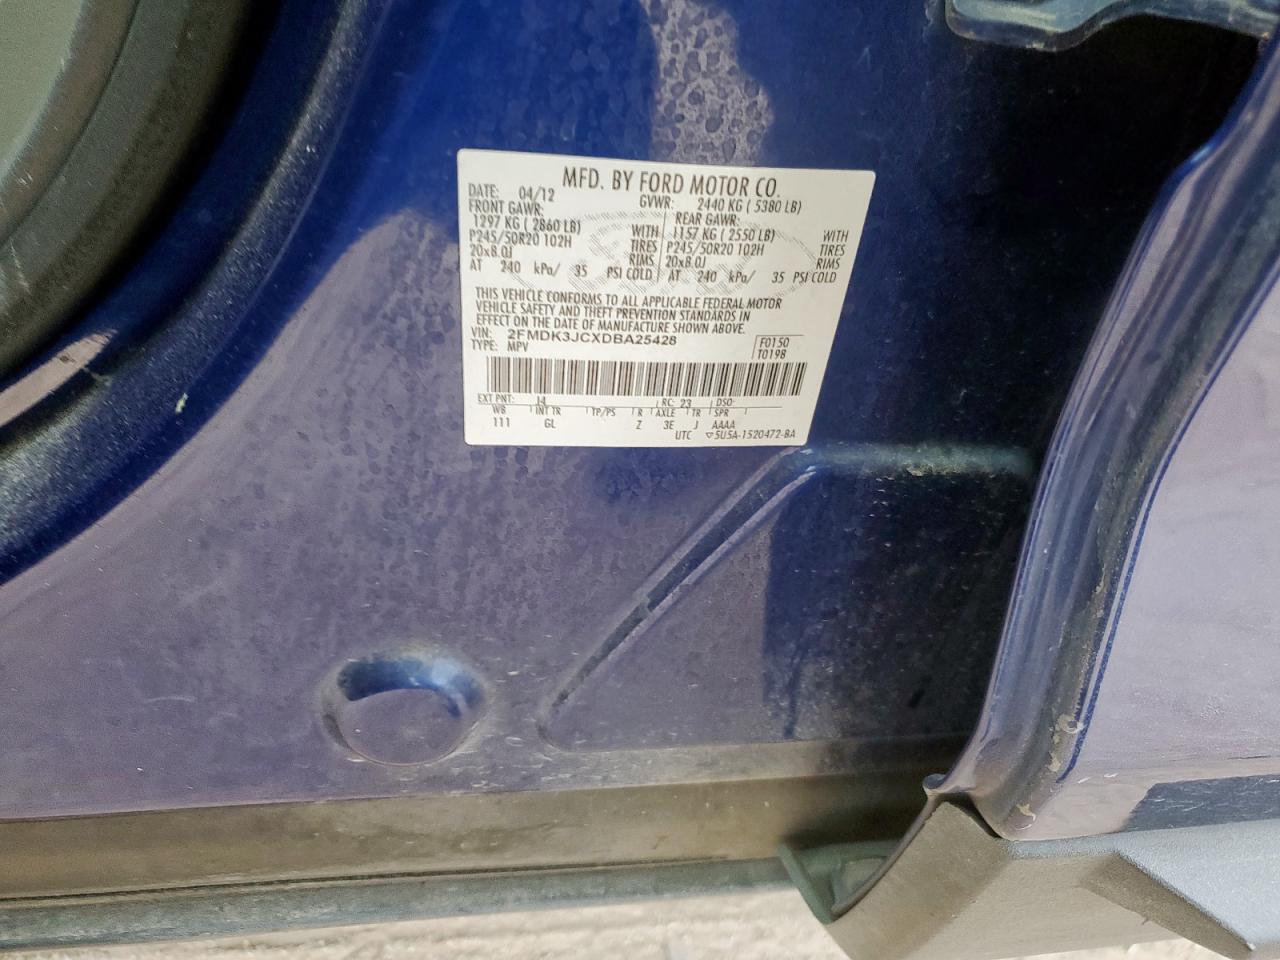 MFD. BY FORD MOTOR CO.
DATE: 04/12 GVWR: 2440 KG ( 5380 LB)
FRONT GAWR: REAR GAWR:
1297 KG ( 2860 LB) WITH 1157 KG ( 2550 LB) WITH
P245/50R20 102H TIRES P245/50R20 102H TIRES
20x8.0J RIMS 20x8.0J RIMS
AT 240 kPa/ 35 PSI COLD AT 240 kPa/ 35 PSI COLD
THIS VEHICLE CONFORMS TO ALL APPLICABLE FEDERAL MOTOR
VEHICLE SAFETY AND THEFT PREVENTION STANDARDS IN
EFFECT ON THE DATE OF MANUFACTURE SHOWN ABOVE.
VIN: 2FMDK3JCXDBA25428 F0150
TYPE: MPV T0198
EXT PNT: J4 RC: 23 DSO:
WB INT TR TP/PS R AXLE TR SPR
111 GL Z 3E J AAAA
UTC ▽5U5A-1520472-BA